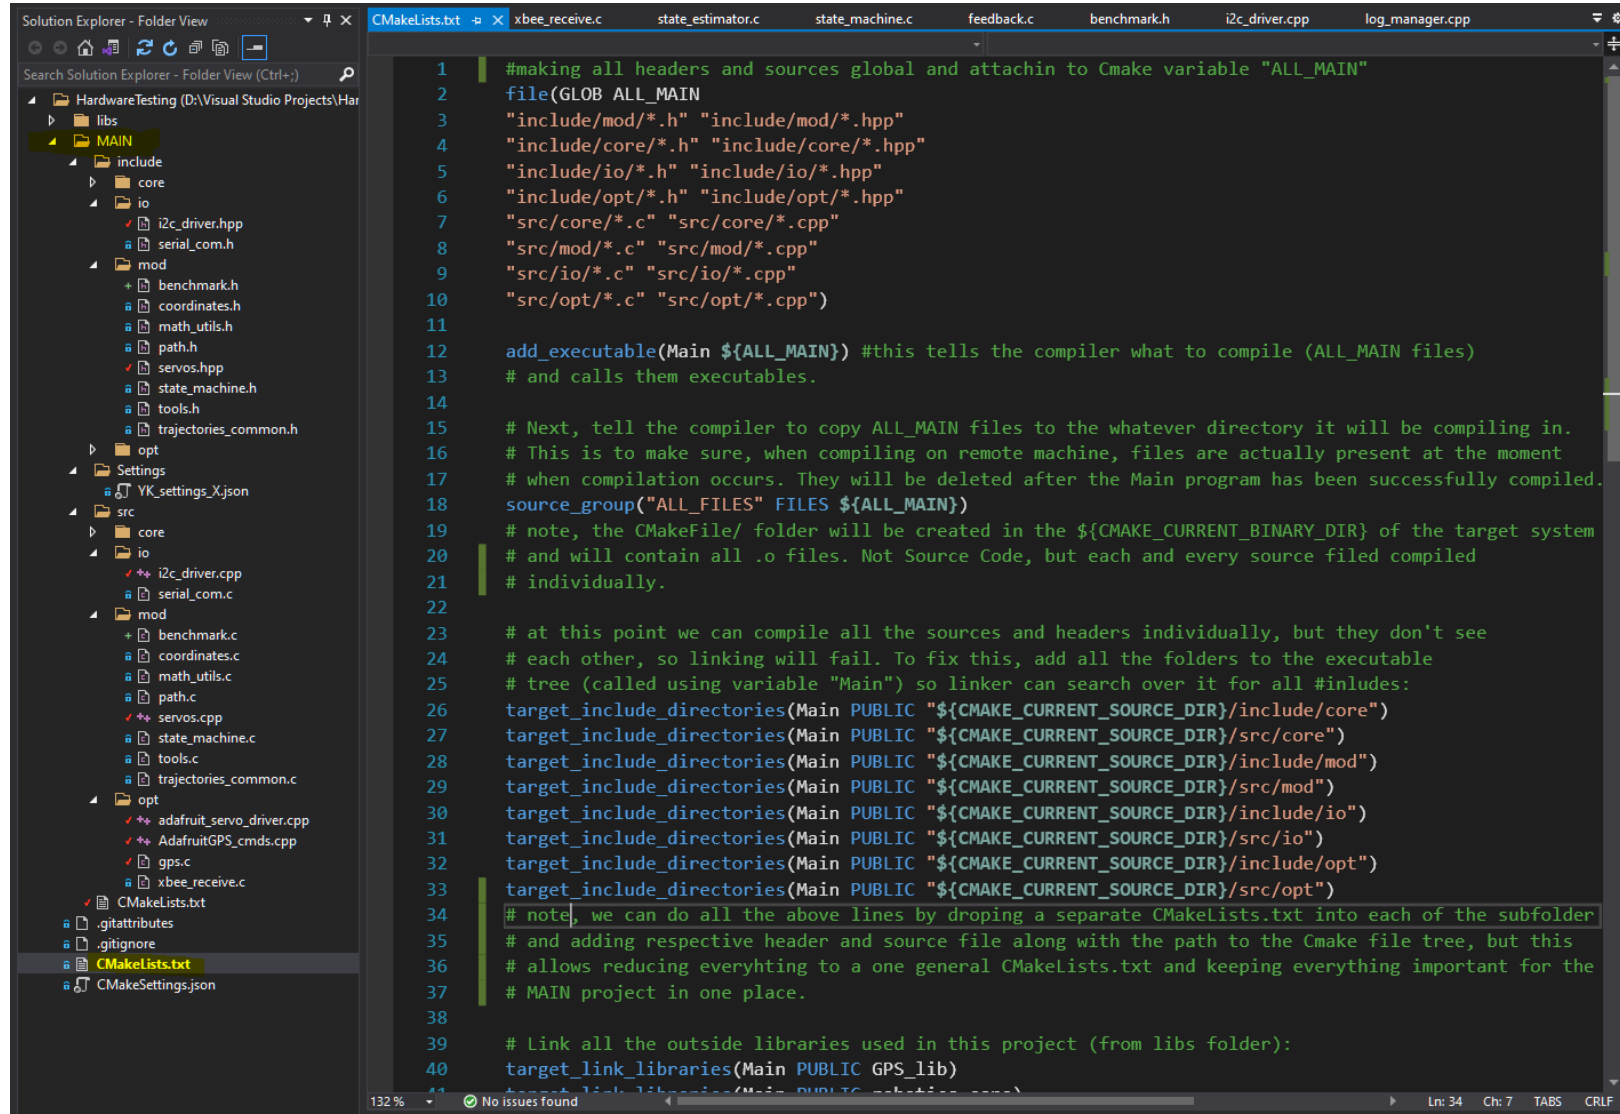 Solution Explorer - Folder View
Search Solution Explorer - Folder View (Ctrl+;)
HardwareTesting (D:\Visual Studio Projects\Har
libs
MAIN
include
core
io
i2c_driver.hpp
serial_com.h
mod
benchmark.h
coordinates.h
math_utils.h
path.h
servos.hpp
state_machine.h
tools.h
trajectories_common.h
opt
Settings
YK_settings_X.json
src
core
io
i2c_driver.cpp
serial_com.c
mod
benchmark.c
coordinates.c
math_utils.c
path.c
servos.cpp
state_machine.c
tools.c
trajectories_common.c
opt
adafruit_servo_driver.cpp
AdafruitGPS_cmds.cpp
gps.c
xbee_receive.c
CMakeLists.txt
.gitattributes
.gitignore
CMakeLists.txt
CMakeSettings.json
CMakeLists.txt xbee_receive.c state_estimator.c state_machine.c feedback.c benchmark.h i2c_driver.cpp log_manager.cpp
1 #making all headers and sources global and attachin to Cmake variable "ALL_MAIN"
2 file(GLOB ALL_MAIN
3 "include/mod/*.h" "include/mod/*.hpp"
4 "include/core/*.h" "include/core/*.hpp"
5 "include/io/*.h" "include/io/*.hpp"
6 "include/opt/*.h" "include/opt/*.hpp"
7 "src/core/*.c" "src/core/*.cpp"
8 "src/mod/*.c" "src/mod/*.cpp"
9 "src/io/*.c" "src/io/*.cpp"
10 "src/opt/*.c" "src/opt/*.cpp")
11
12 add_executable(Main ${ALL_MAIN}) #this tells the compiler what to compile (ALL_MAIN files)
13 # and calls them executables.
14
15 # Next, tell the compiler to copy ALL_MAIN files to the whatever directory it will be compiling in.
16 # This is to make sure, when compiling on remote machine, files are actually present at the moment
17 # when compilation occurs. They will be deleted after the Main program has been successfully compiled.
18 source_group("ALL_FILES" FILES ${ALL_MAIN})
19 # note, the CMakeFile/ folder will be created in the ${CMAKE_CURRENT_BINARY_DIR} of the target system
20 # and will contain all .o files. Not Source Code, but each and every source filed compiled
21 # individually.
22
23 # at this point we can compile all the sources and headers individually, but they don't see
24 # each other, so linking will fail. To fix this, add all the folders to the executable
25 # tree (called using variable "Main") so linker can search over it for all #inludes:
26 target_include_directories(Main PUBLIC "${CMAKE_CURRENT_SOURCE_DIR}/include/core")
27 target_include_directories(Main PUBLIC "${CMAKE_CURRENT_SOURCE_DIR}/src/core")
28 target_include_directories(Main PUBLIC "${CMAKE_CURRENT_SOURCE_DIR}/include/mod")
29 target_include_directories(Main PUBLIC "${CMAKE_CURRENT_SOURCE_DIR}/src/mod")
30 target_include_directories(Main PUBLIC "${CMAKE_CURRENT_SOURCE_DIR}/include/io")
31 target_include_directories(Main PUBLIC "${CMAKE_CURRENT_SOURCE_DIR}/src/io")
32 target_include_directories(Main PUBLIC "${CMAKE_CURRENT_SOURCE_DIR}/include/opt")
33 target_include_directories(Main PUBLIC "${CMAKE_CURRENT_SOURCE_DIR}/src/opt")
34 # note, we can do all the above lines by droping a separate CMakeLists.txt into each of the subfolder
35 # and adding respective header and source file along with the path to the Cmake file tree, but this
36 # allows reducing everyhting to a one general CMakeLists.txt and keeping everything important for the
37 # MAIN project in one place.
38
39 # Link all the outside libraries used in this project (from libs folder):
40 target_link_libraries(Main PUBLIC GPS_lib)
132 % No issues found Ln: 34 Ch: 7 TABS CRLF